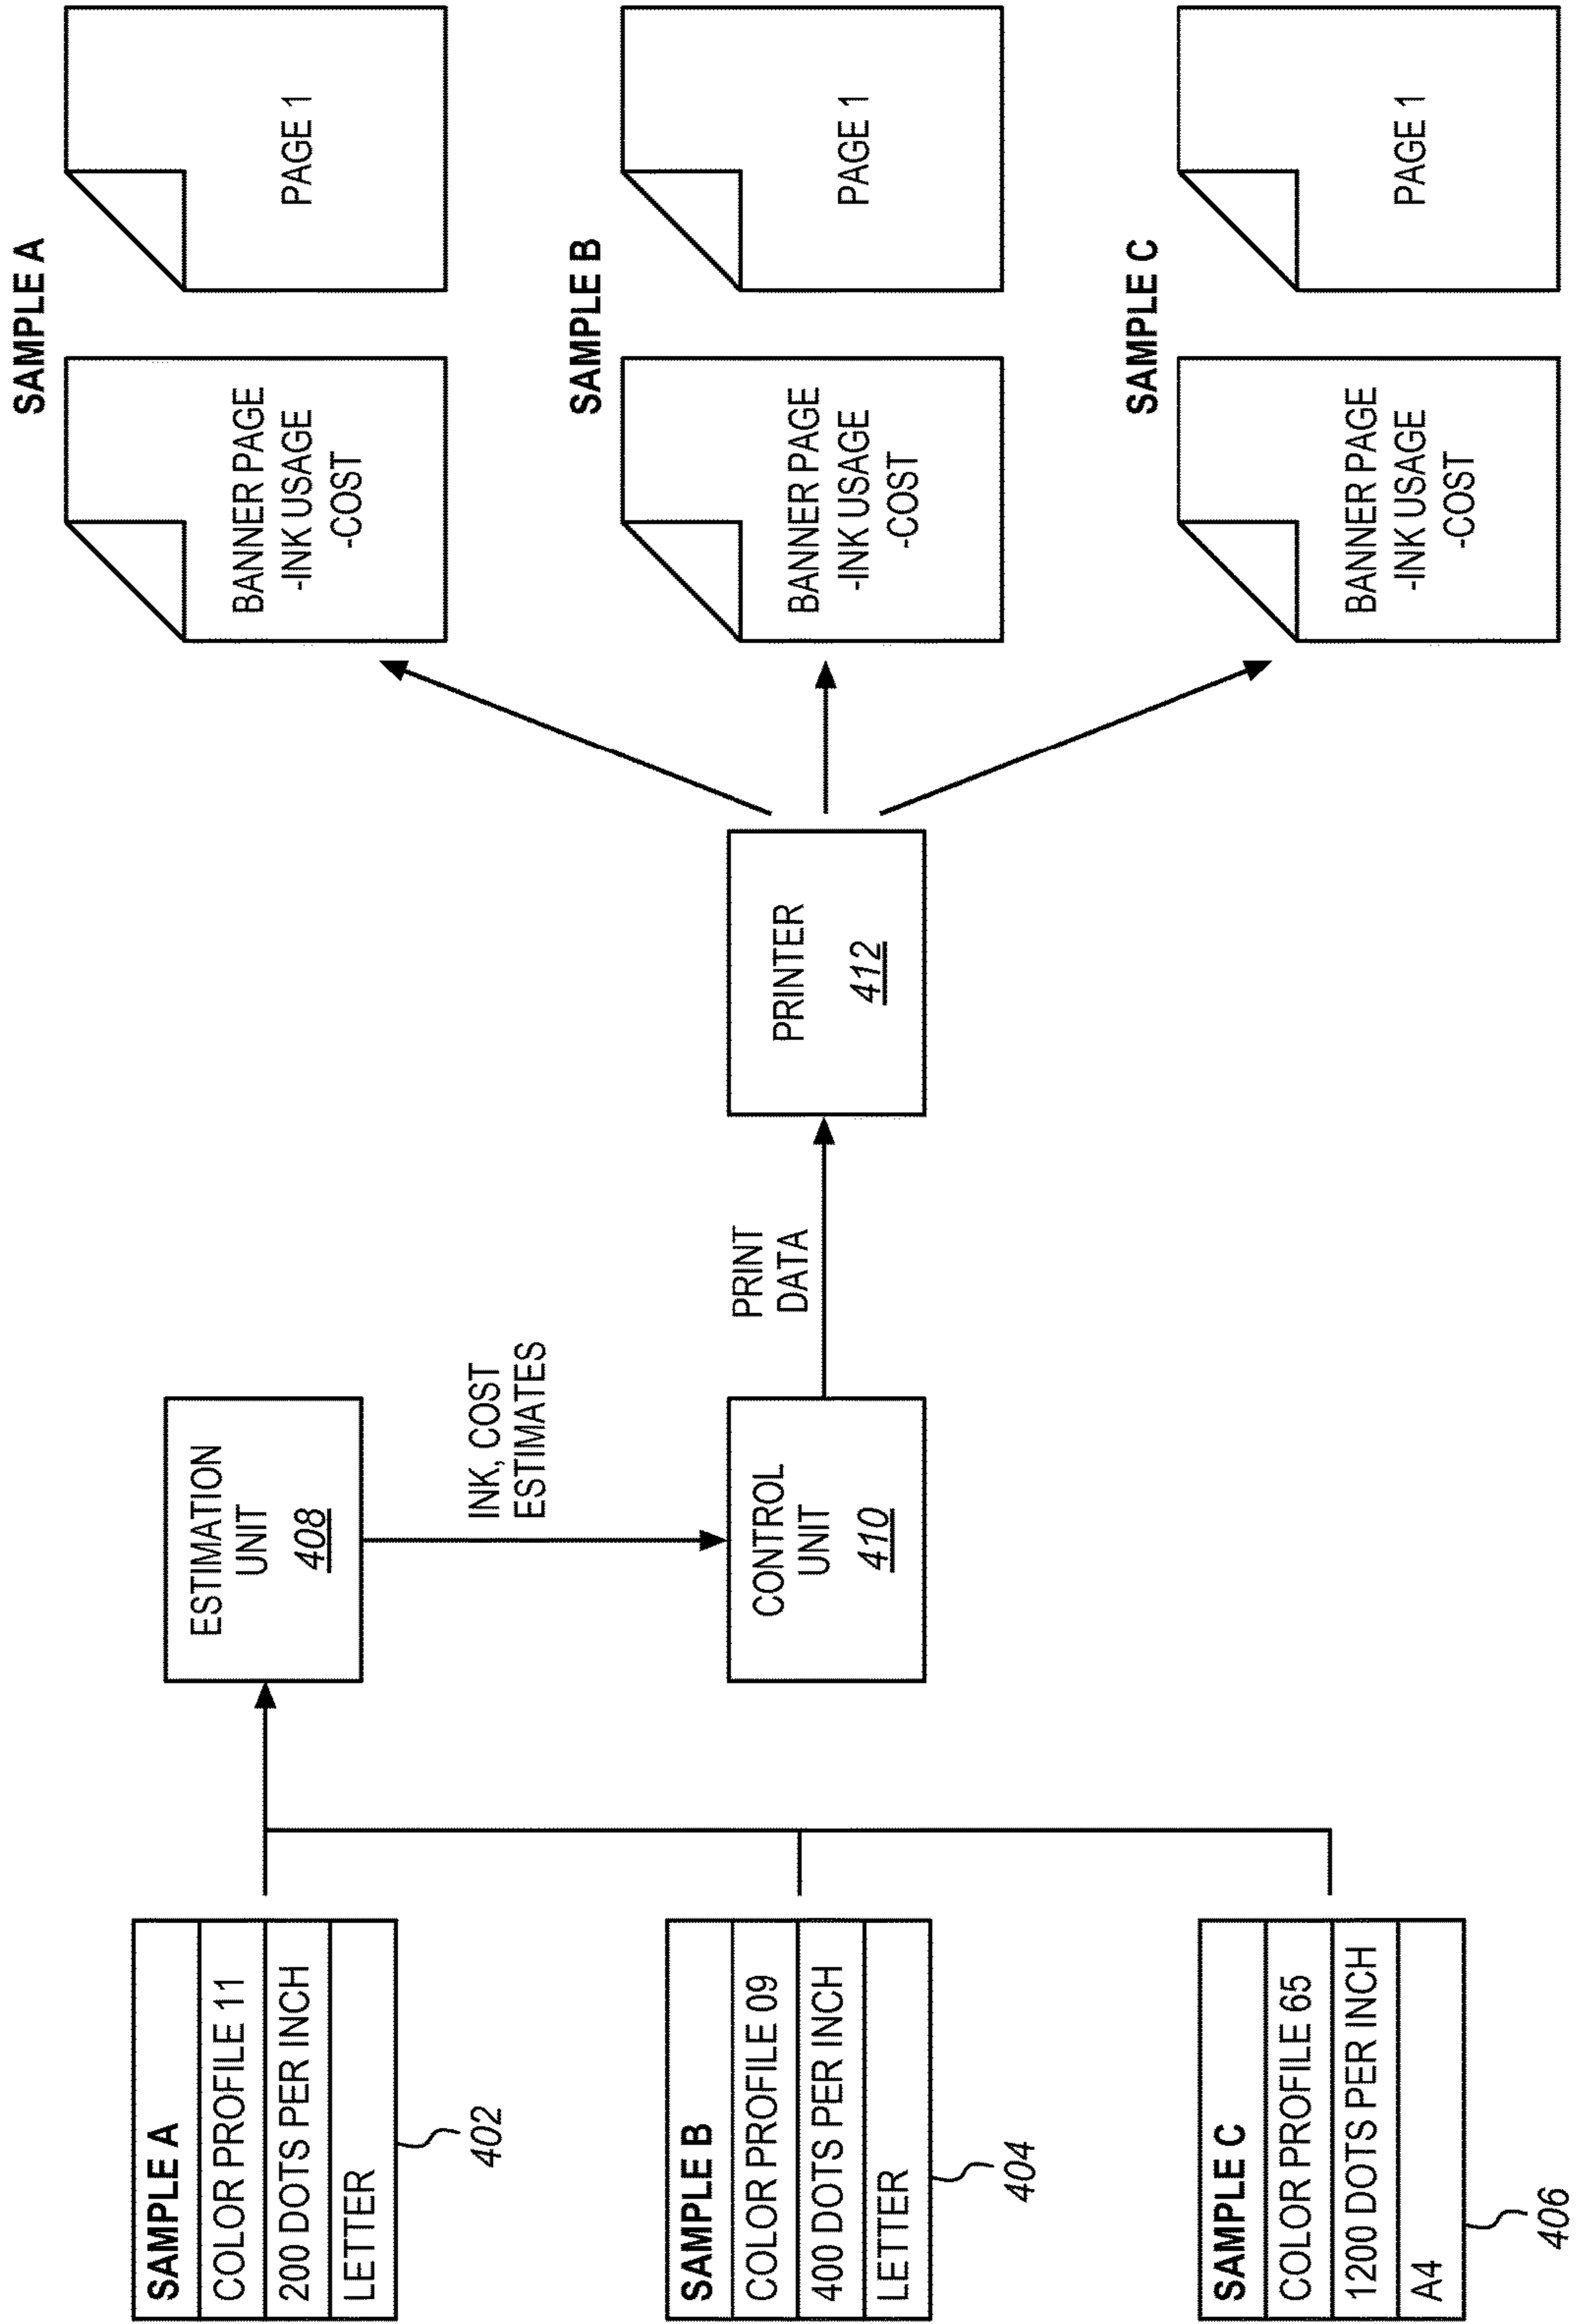 SAMPLE A
COLOR PROFILE 11
200 DOTS PER INCH
LETTER
402
SAMPLE B
COLOR PROFILE 09
400 DOTS PER INCH
LETTER
404
SAMPLE C
COLOR PROFILE 65
1200 DOTS PER INCH
A4
406
ESTIMATION
UNIT
408
INK, COST
ESTIMATES
CONTROL
UNIT
410
PRINT
DATA
PRINTER
412
SAMPLE A
BANNER PAGE
-INK USAGE
-COST
PAGE 1
SAMPLE B
BANNER PAGE
-INK USAGE
-COST
PAGE 1
SAMPLE C
BANNER PAGE
-INK USAGE
-COST
PAGE 1